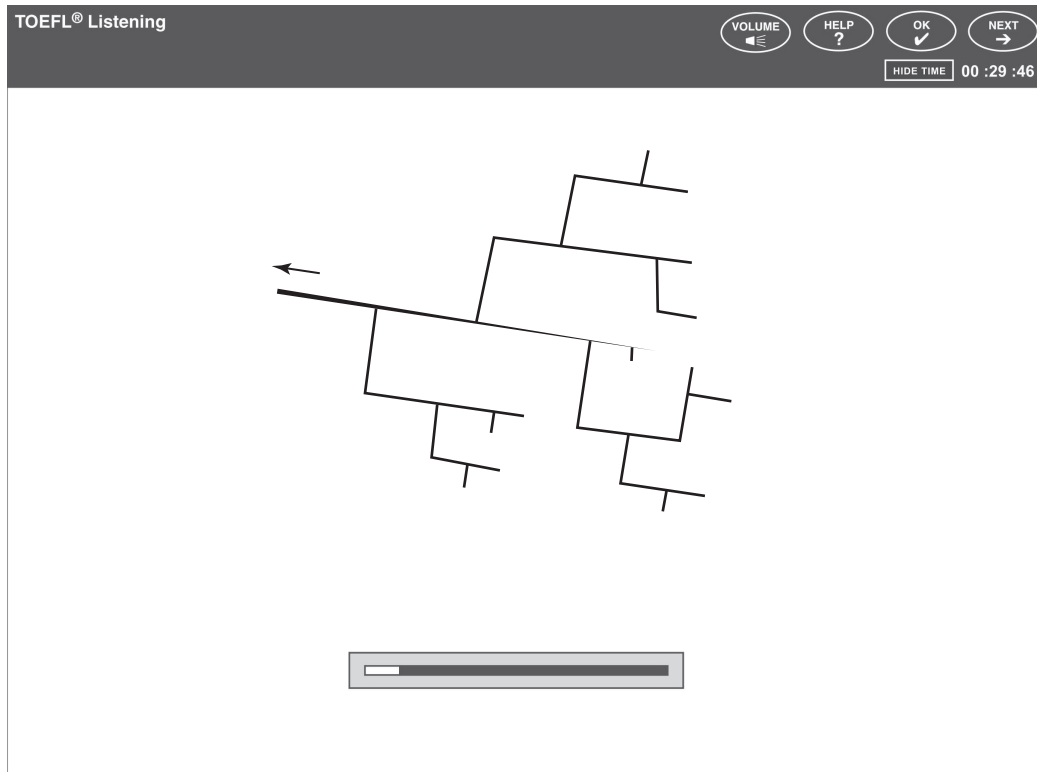 TOEFL® Listening
VOLUME
HELP
?
OK
NEXT
HIDE TIME 00 :29 :46